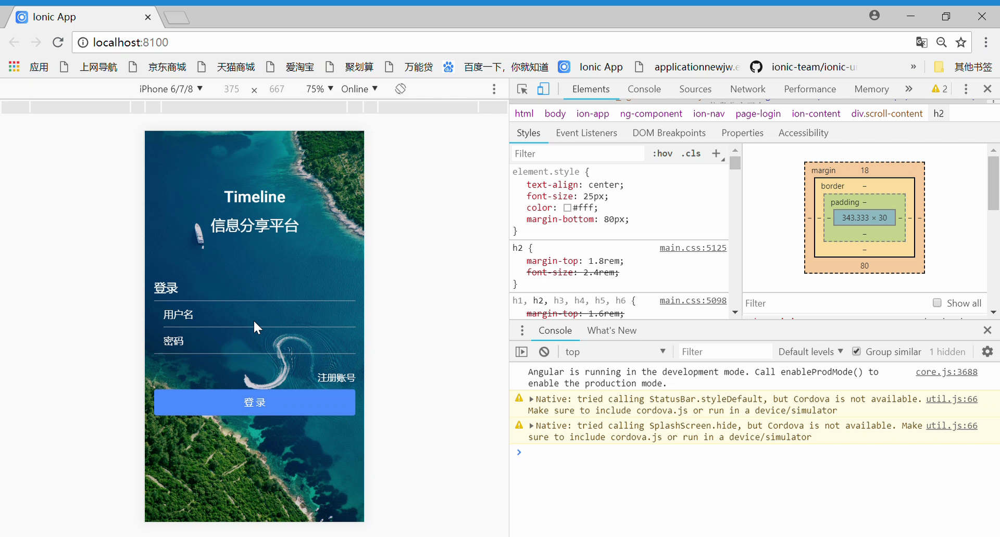 Ionic App
localhost:8100
应用 上网导航 京东商城 天猫商城 爱淘宝 聚划算 万能贷 百度一下，你就知道 Ionic App applicationnewjw.e ionic-team/ionic-u » 其他书签
iPhone 6/7/8 ▼ 375 × 667 75% ▼ Online ▼
Timeline
信息分享平台
登录
用户名
密码
注册账号
登录
Elements Console Sources Network Performance Memory » 2
html body ion-app ng-component ion-nav page-login ion-content div.scroll-content h2
Styles Event Listeners DOM Breakpoints Properties Accessibility
Filter :hov .cls +
element.style {
text-align: center;
font-size: 25px;
color: #fff;
margin-bottom: 80px;
}
h2 { main.css:5125
margin-top: 1.8rem;
font-size: 2.4rem;
}
h1, h2, h3, h4, h5, h6 { main.css:5098
margin-top: 1.6rem;
margin 18
border –
padding –
– – – 343.333 × 30 – – –
–
–
80
Filter Show all
Console What's New
top ▼ Filter Default levels ▼ Group similar 1 hidden
Angular is running in the development mode. Call enableProdMode() to core.js:3688
enable the production mode.
Native: tried calling StatusBar.styleDefault, but Cordova is not available. util.js:66
Make sure to include cordova.js or run in a device/simulator
Native: tried calling SplashScreen.hide, but Cordova is not available. Make util.js:66
sure to include cordova.js or run in a device/simulator